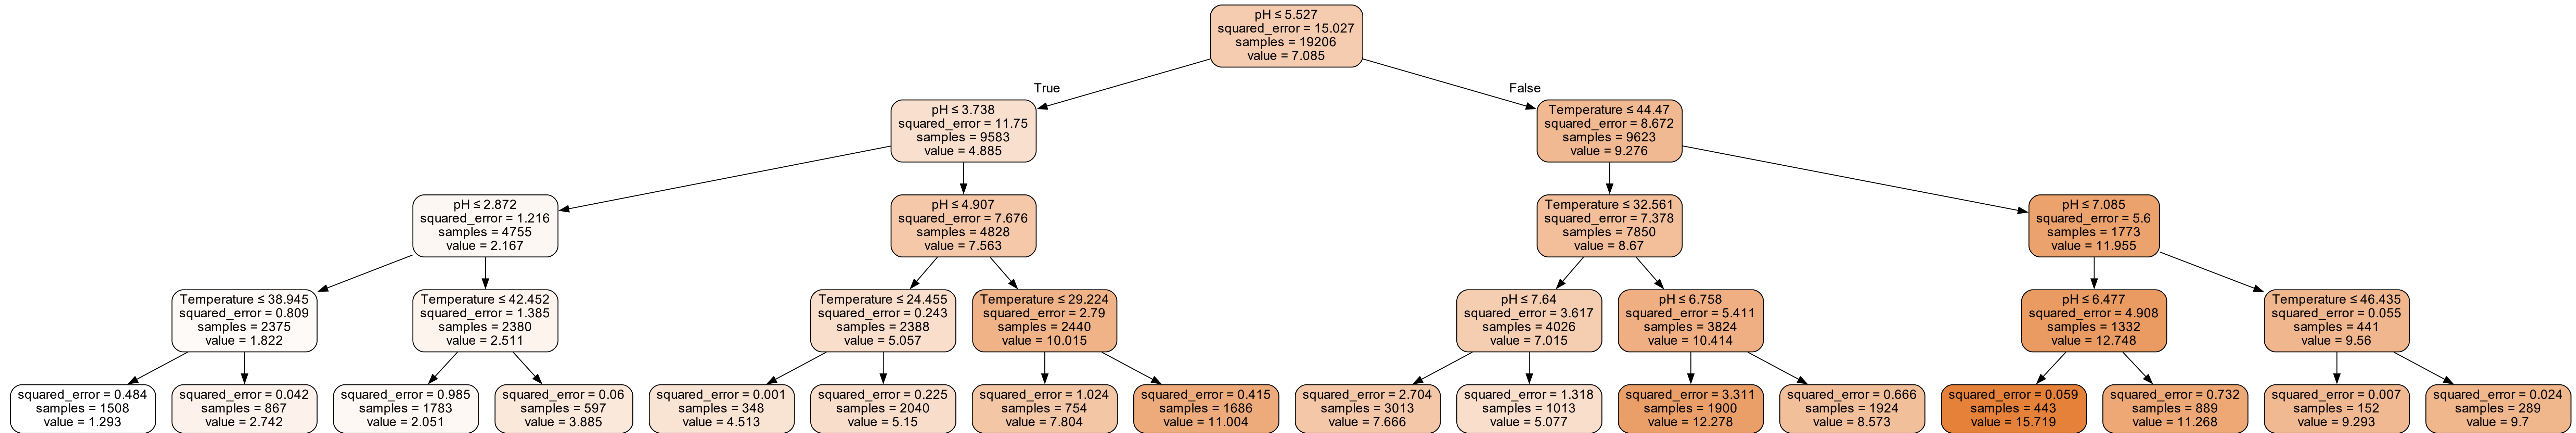 pH ≤ 5.527
squared_error = 15.027
samples = 19206
value = 7.085
True
False
pH ≤ 3.738
squared_error = 11.75
samples = 9583
value = 4.885
Temperature ≤ 44.47
squared_error = 8.672
samples = 9623
value = 9.276
pH ≤ 2.872
squared_error = 1.216
samples = 4755
value = 2.167
pH ≤ 4.907
squared_error = 7.676
samples = 4828
value = 7.563
Temperature ≤ 32.561
squared_error = 7.378
samples = 7850
value = 8.67
pH ≤ 7.085
squared_error = 5.6
samples = 1773
value = 11.955
Temperature ≤ 38.945
squared_error = 0.809
samples = 2375
value = 1.822
Temperature ≤ 42.452
squared_error = 1.385
samples = 2380
value = 2.511
Temperature ≤ 24.455
squared_error = 0.243
samples = 2388
value = 5.057
Temperature ≤ 29.224
squared_error = 2.79
samples = 2440
value = 10.015
pH ≤ 7.64
squared_error = 3.617
samples = 4026
value = 7.015
pH ≤ 6.758
squared_error = 5.411
samples = 3824
value = 10.414
pH ≤ 6.477
squared_error = 4.908
samples = 1332
value = 12.748
Temperature ≤ 46.435
squared_error = 0.055
samples = 441
value = 9.56
squared_error = 0.484
samples = 1508
value = 1.293
squared_error = 0.042
samples = 867
value = 2.742
squared_error = 0.985
samples = 1783
value = 2.051
squared_error = 0.06
samples = 597
value = 3.885
squared_error = 0.001
samples = 348
value = 4.513
squared_error = 0.225
samples = 2040
value = 5.15
squared_error = 1.024
samples = 754
value = 7.804
squared_error = 0.415
samples = 1686
value = 11.004
squared_error = 2.704
samples = 3013
value = 7.666
squared_error = 1.318
samples = 1013
value = 5.077
squared_error = 3.311
samples = 1900
value = 12.278
squared_error = 0.666
samples = 1924
value = 8.573
squared_error = 0.059
samples = 443
value = 15.719
squared_error = 0.732
samples = 889
value = 11.268
squared_error = 0.007
samples = 152
value = 9.293
squared_error = 0.024
samples = 289
value = 9.7